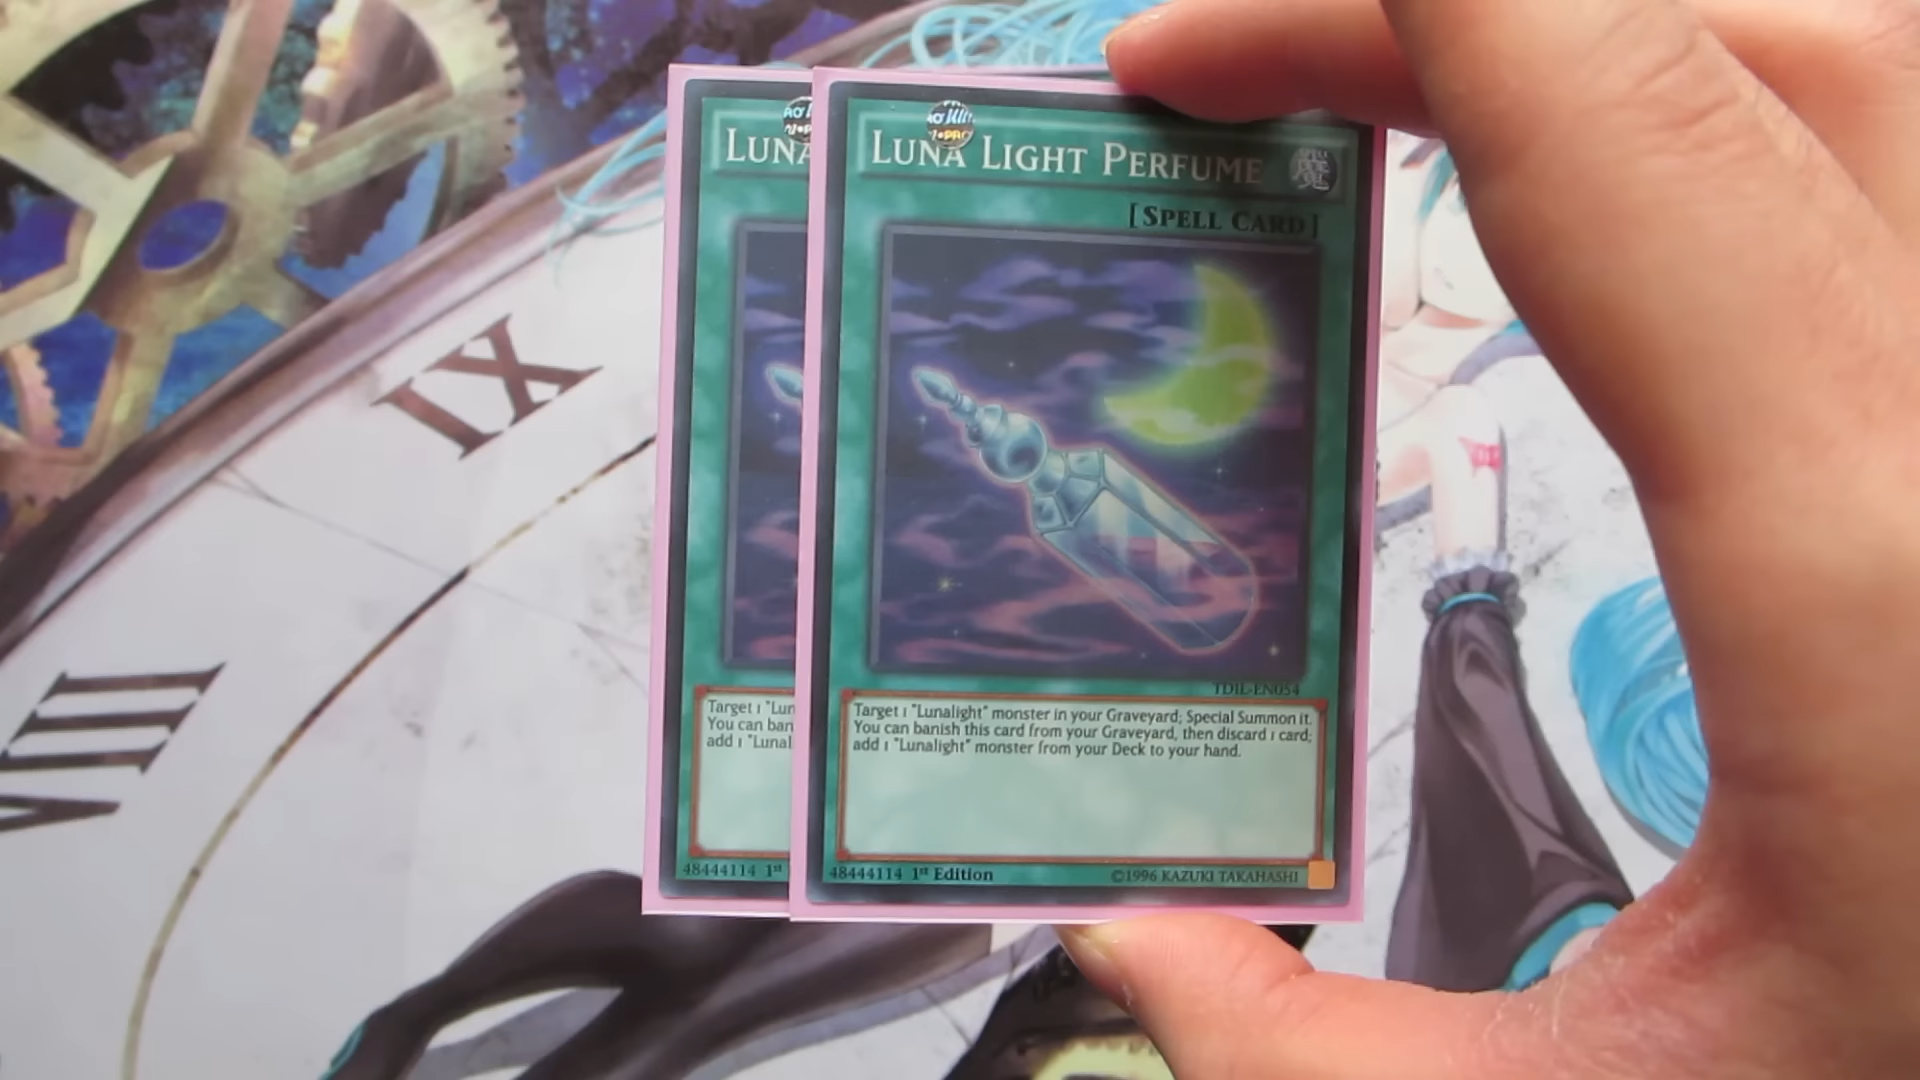 IX
VIII
LUNA
LUNA LIGHT PERFUME
[SPELL CARD]
TDIL-EN054
Target 1 "Lun
You can ban
add 1 "Lunal
Target 1 "Lunalight" monster in your Graveyard; Special Summon it.
You can banish this card from your Graveyard, then discard 1 card;
add 1 "Lunalight" monster from your Deck to your hand.
48444114 1st
48444114 1st Edition
©1996 KAZUKI TAKAHASHI